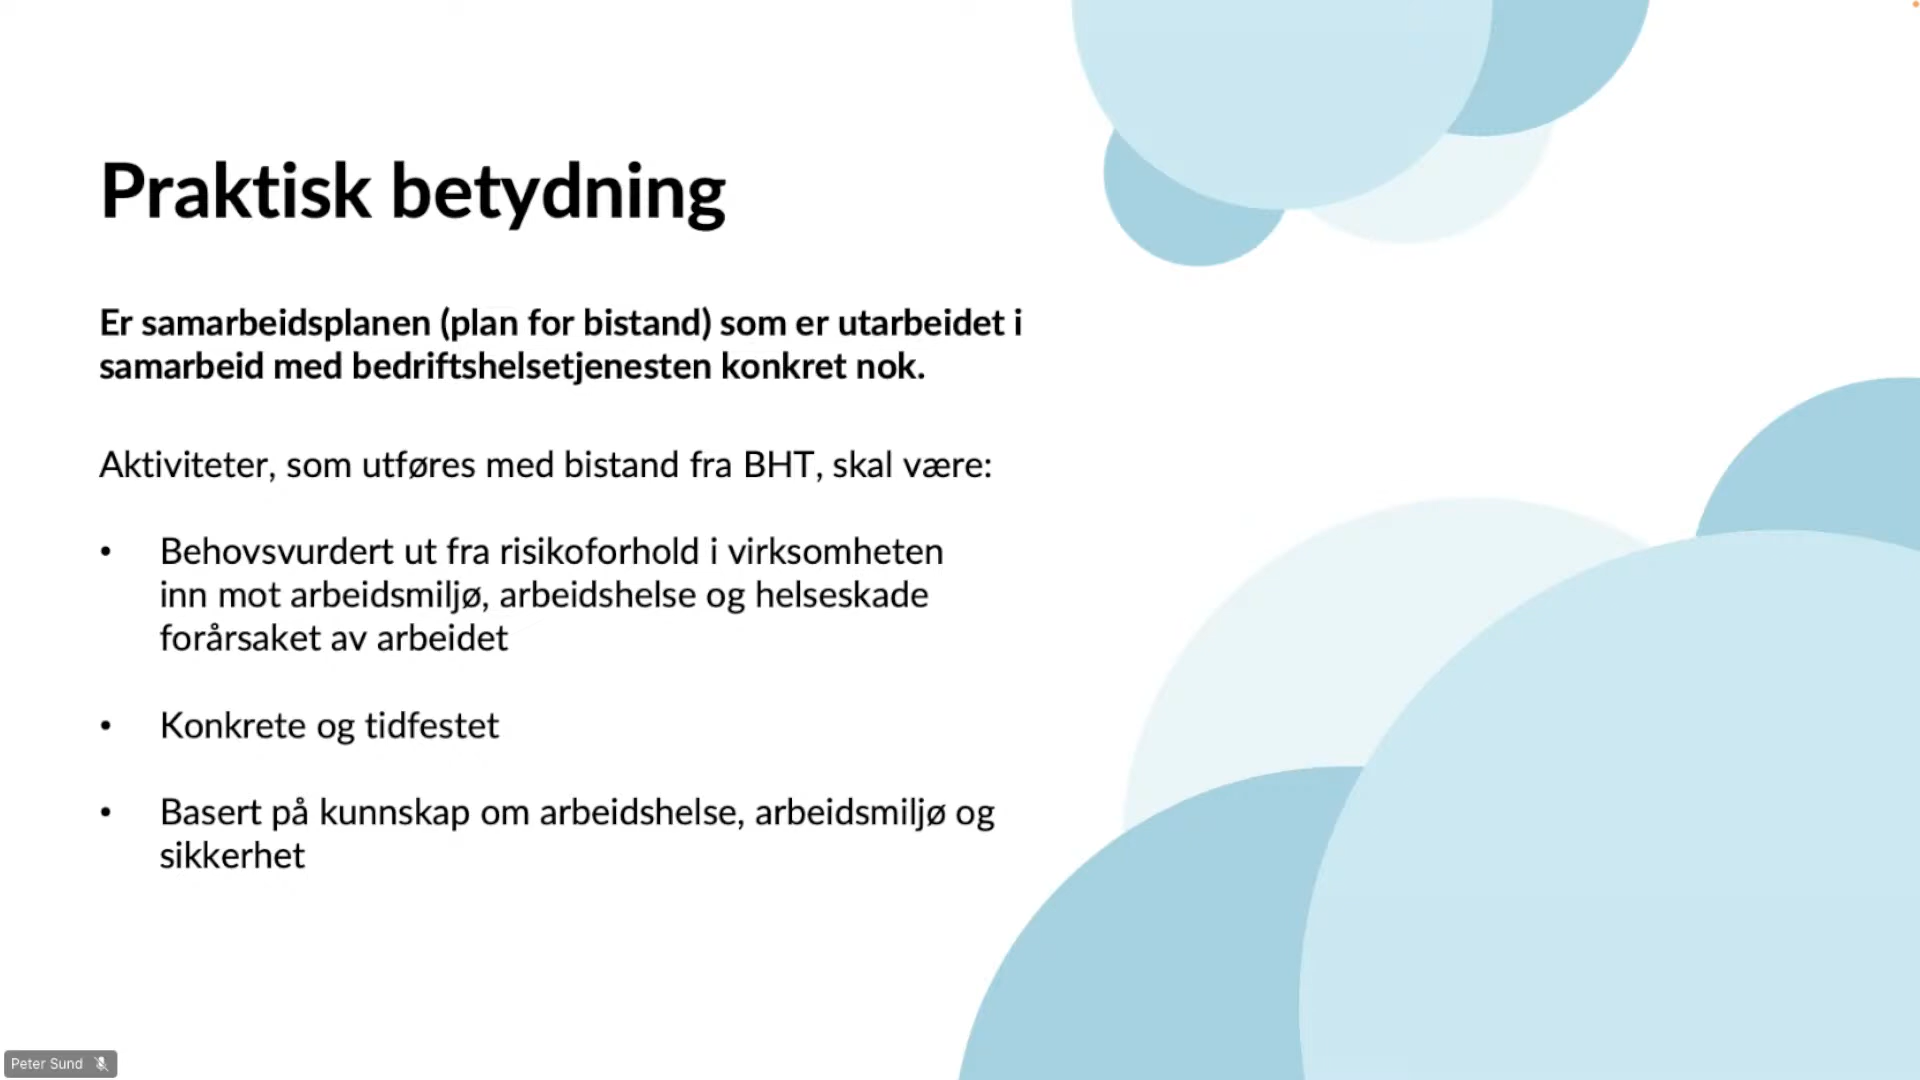 Praktisk betydning
Er samarbeidsplanen (plan for bistand) som er utarbeidet i
samarbeid med bedriftshelsetjenesten konkret nok.
Aktiviteter, som utføres med bistand fra BHT, skal være:
• Behovsvurdert ut fra risikoforhold i virksomheten
inn mot arbeidsmiljø, arbeidshelse og helseskade
forårsaket av arbeidet
• Konkrete og tidfestet
• Basert på kunnskap om arbeidshelse, arbeidsmiljø og
sikkerhet
Peter Sund